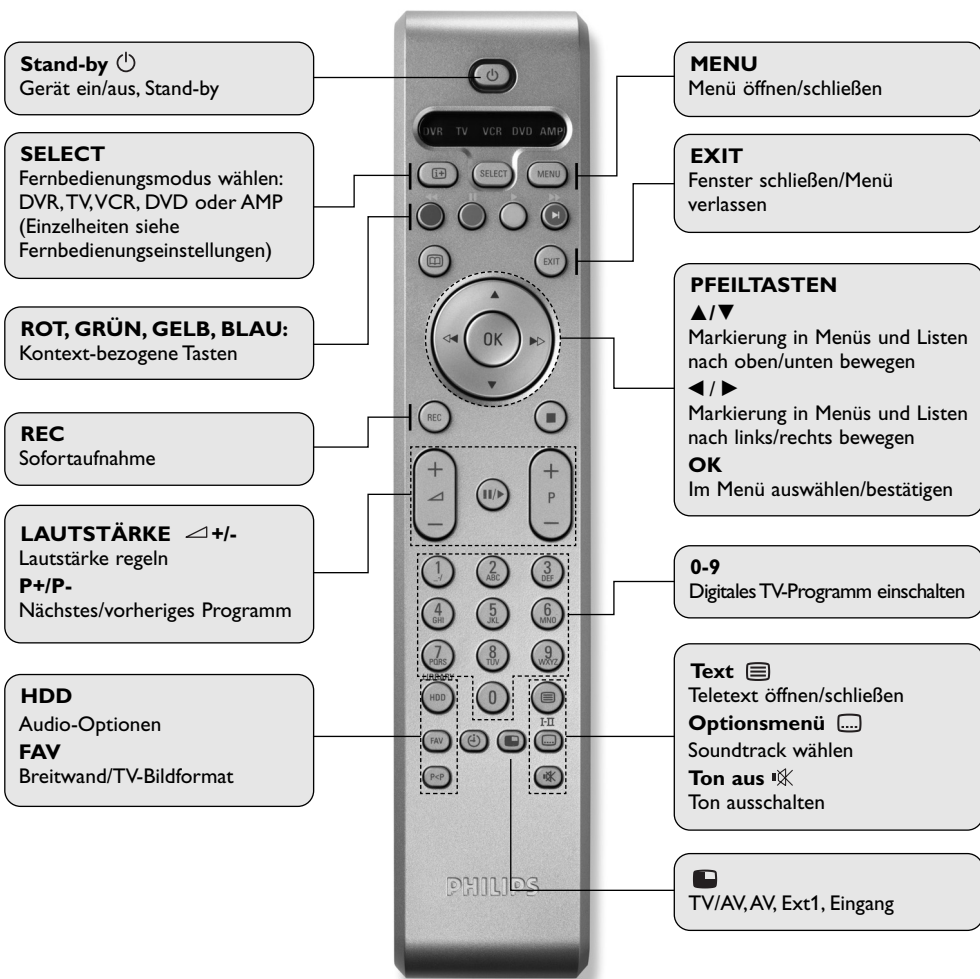 Stand-by
Gerät ein/aus, Stand-by
SELECT
Fernbedienungsmodus wählen:
DVR, TV, VCR, DVD oder AMP
(Einzelheiten siehe
Fernbedienungseinstellungen)
ROT, GRÜN, GELB, BLAU:
Kontext-bezogene Tasten
REC
Sofortaufnahme
LAUTSTÄRKE +/-
Lautstärke regeln
P+/P-
Nächstes/vorheriges Programm
HDD
Audio-Optionen
FAV
Breitwand/TV-Bildformat
DVR TV VCR DVD AMP
i+ SELECT MENU
EXIT
OK
REC
+ +
P
− −
1 2 ABC 3 DEF
4 GHI 5 JKL 6 MNO
7 PQRS 8 TUV 9 WXYZ
LIBRARY
HDD 0
I-II
FAV
P<P
PHILIPS
MENU
Menü öffnen/schließen
EXIT
Fenster schließen/Menü
verlassen
PFEILTASTEN
▲/▼
Markierung in Menüs und Listen
nach oben/unten bewegen
◀ / ▶
Markierung in Menüs und Listen
nach links/rechts bewegen
OK
Im Menü auswählen/bestätigen
0-9
Digitales TV-Programm einschalten
Text
Teletext öffnen/schließen
Optionsmenü
Soundtrack wählen
Ton aus
Ton ausschalten
TV/AV, AV, Ext1, Eingang